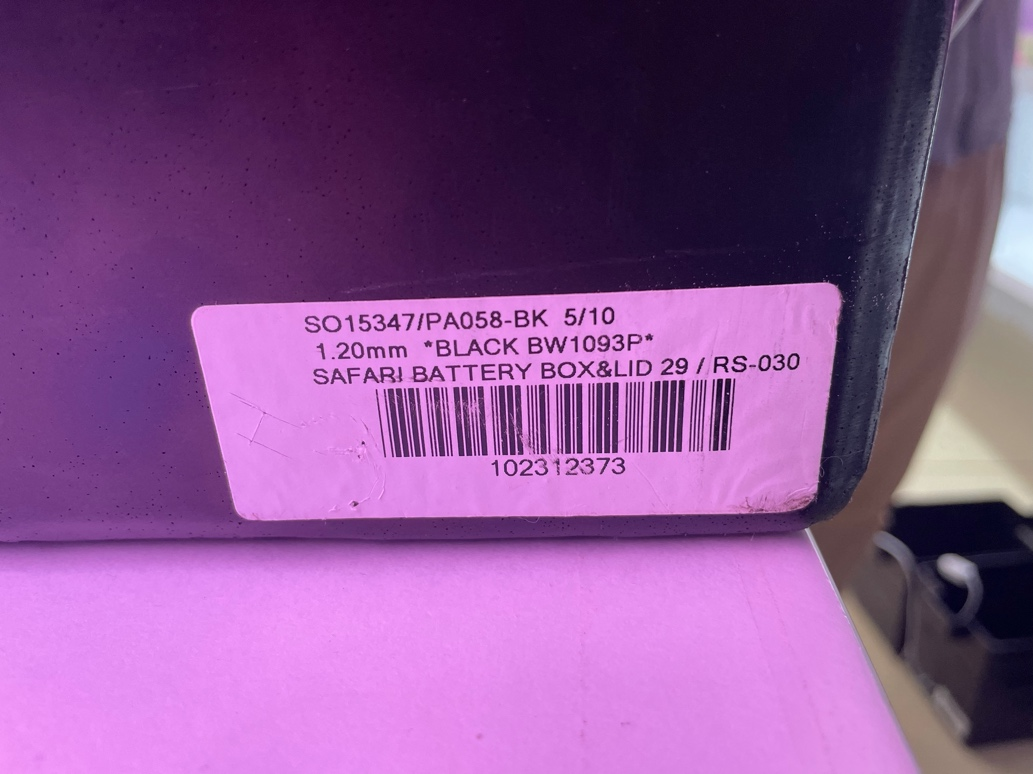 SO15347/PA058-BK 5/10
1.20mm *BLACK BW1093P*
SAFARI BATTERY BOX&LID 29 / RS-030
102312373